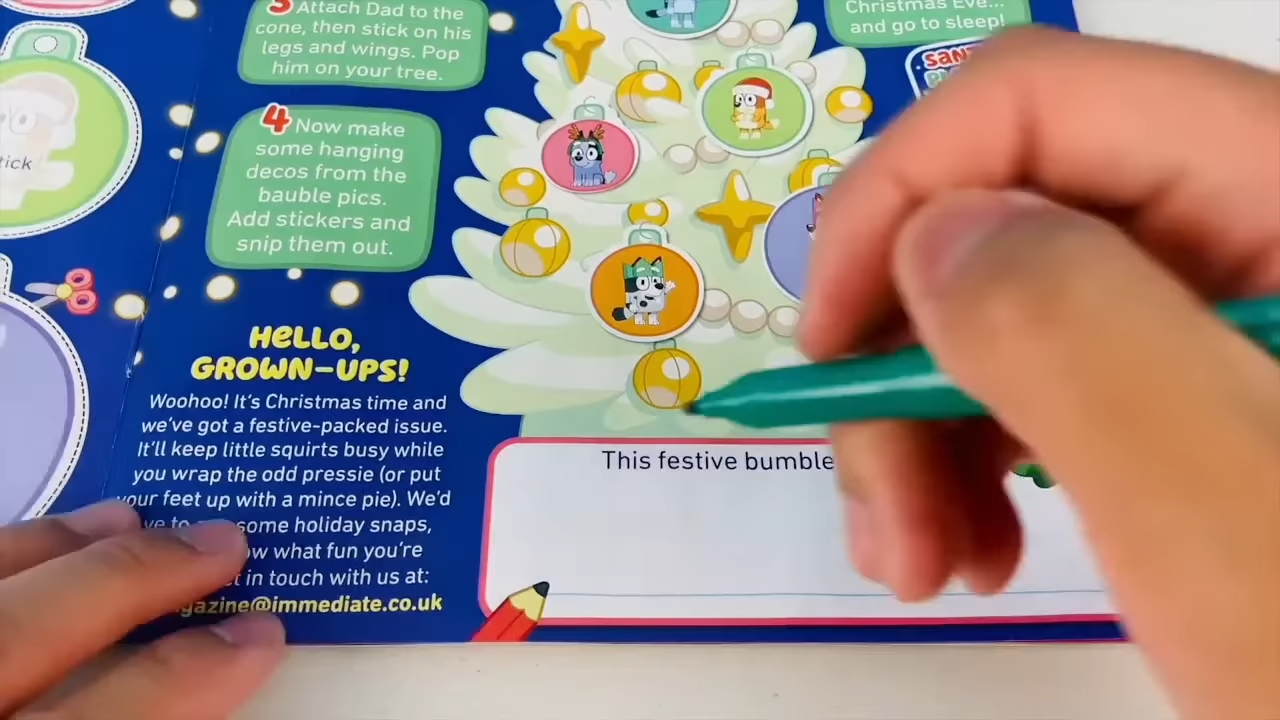 3 Attach Dad to the
cone, then stick on his
legs and wings. Pop
him on your tree.
4 Now make
some hanging
decos from the
bauble pics.
Add stickers and
snip them out.
HELLO,
GROWN-UPS!
Woohoo! It's Christmas time and
we've got a festive-packed issue.
It'll keep little squirts busy while
you wrap the odd pressie (or put
your feet up with a mince pie). We'd
some holiday snaps,
what fun you're
in touch with us at:
@immediate.co.uk
Christmas Eve...
and go to sleep!
This festive bumble